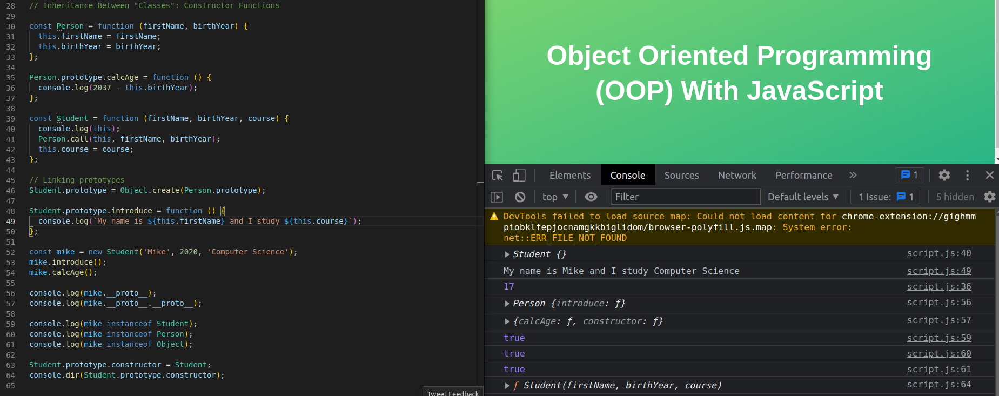 28 // Inheritance Between "Classes": Constructor Functions
29
30 const Person = function (firstName, birthYear) {
31 this.firstName = firstName;
32 this.birthYear = birthYear;
33 };
34
35 Person.prototype.calcAge = function () {
36 console.log(2037 - this.birthYear);
37 };
38
39 const Student = function (firstName, birthYear, course) {
40 console.log(this);
41 Person.call(this, firstName, birthYear);
42 this.course = course;
43 };
44
45 // Linking prototypes
46 Student.prototype = Object.create(Person.prototype);
47
48 Student.prototype.introduce = function () {
49 console.log(`My name is ${this.firstName} and I study ${this.course}`);
50 };
51
52 const mike = new Student('Mike', 2020, 'Computer Science');
53 mike.introduce();
54 mike.calcAge();
55
56 console.log(mike.__proto__);
57 console.log(mike.__proto__.__proto__);
58
59 console.log(mike instanceof Student);
60 console.log(mike instanceof Person);
61 console.log(mike instanceof Object);
62
63 Student.prototype.constructor = Student;
64 console.dir(Student.prototype.constructor);
65
Tweet Feedback
Object Oriented Programming
(OOP) With JavaScript
Elements Console Sources Network Performance » 1
top Filter Default levels 1 Issue: 1 5 hidden
DevTools failed to load source map: Could not load content for chrome-extension://gighmm
piobklfepjocnamgkkbiglidom/browser-polyfill.js.map: System error:
net::ERR_FILE_NOT_FOUND
Student {} script.js:40
My name is Mike and I study Computer Science script.js:49
17 script.js:36
Person {introduce: ƒ} script.js:56
{calcAge: ƒ, constructor: ƒ} script.js:57
true script.js:59
true script.js:60
true script.js:61
ƒ Student(firstName, birthYear, course) script.js:64